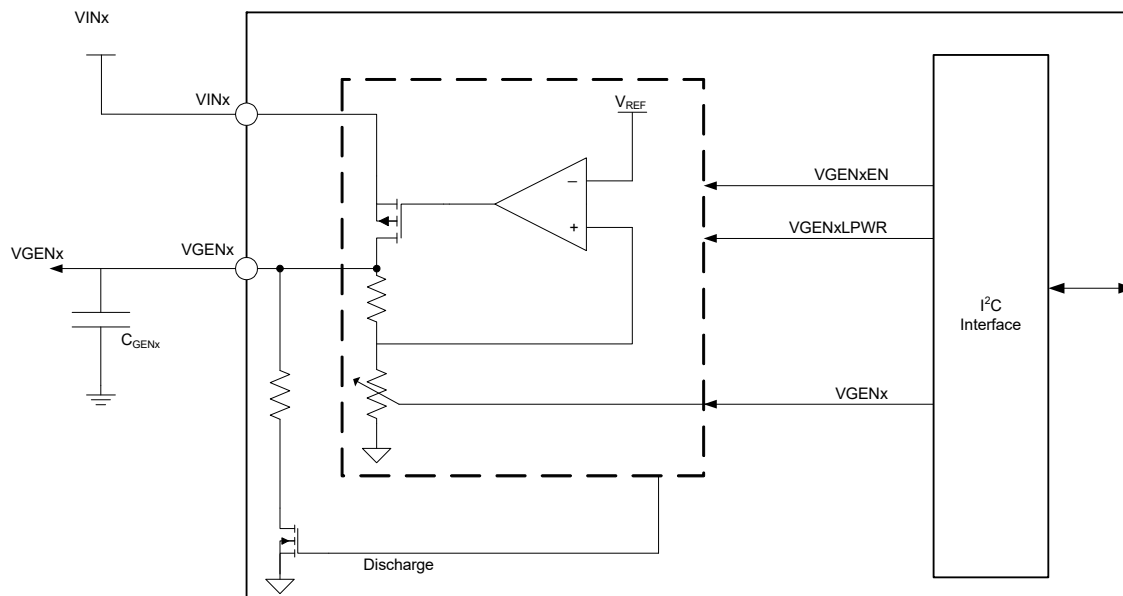 VINx
VINx
VREF
−
+
VGENxEN
VGENxLPWR
VGENx
VGENx
CGENx
I²C
Interface
VGENx
Discharge